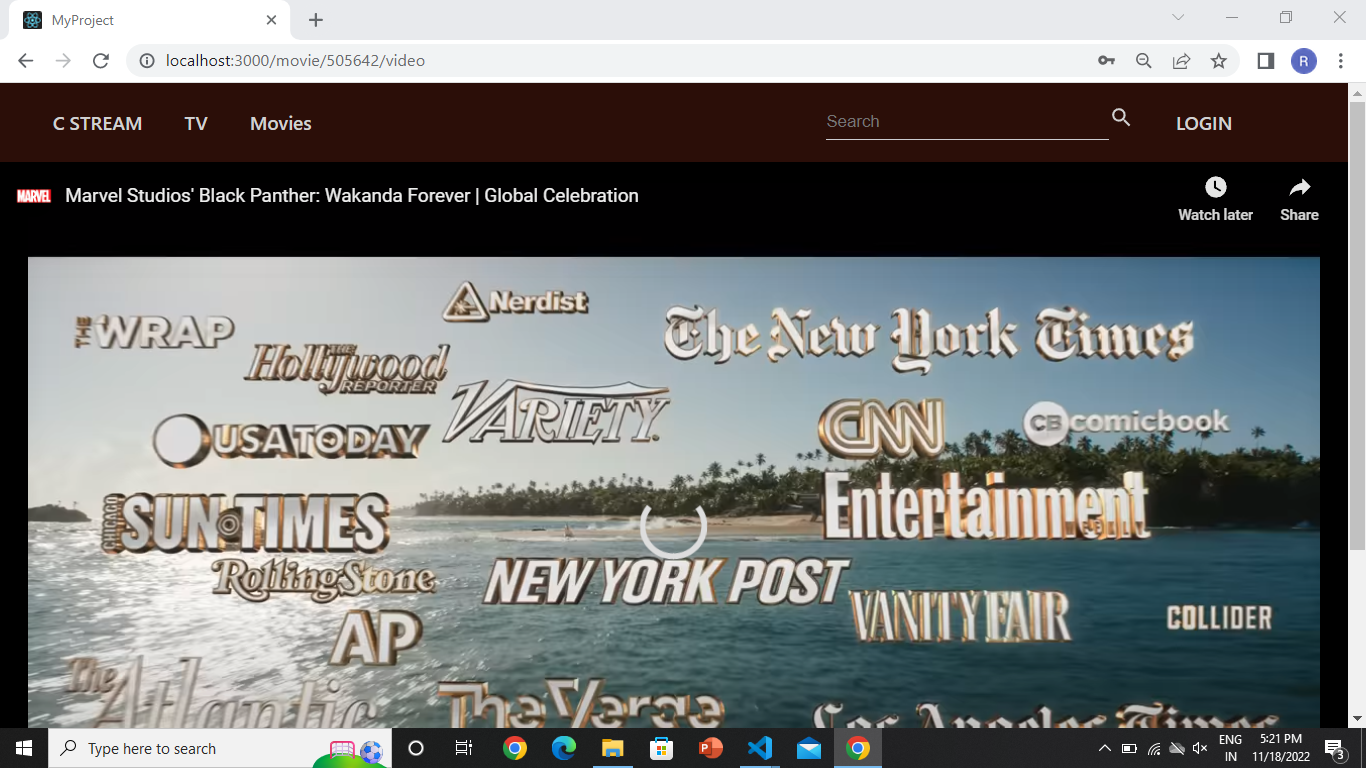 MyProject
localhost:3000/movie/505642/video
R
C STREAM TV Movies Search LOGIN
MARVEL Marvel Studios' Black Panther: Wakanda Forever | Global Celebration
Watch later Share
Nerdist
THE WRAP
The New York Times
THE Hollywood REPORTER
VARIETY
CNN
CB comicbook
USA TODAY
Entertainment WEEKLY
CHICAGO SUN-TIMES
NEW YORK POST
RollingStone
VANITY FAIR
COLLIDER
AP
The Atlantic
The Verge
Los Angeles Times
Type here to search
ENG
IN
5:21 PM
11/18/2022
3